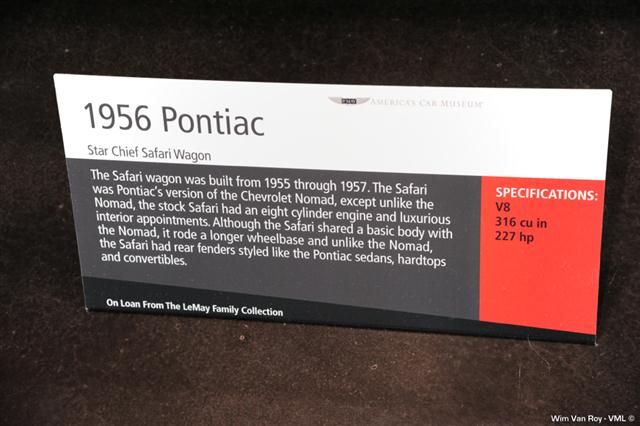 AMERICA'S CAR MUSEUM
1956 Pontiac
Star Chief Safari Wagon
The Safari wagon was built from 1955 through 1957. The Safari
was Pontiac's version of the Chevrolet Nomad, except unlike the
Nomad, the stock Safari had an eight cylinder engine and luxurious
interior appointments. Although the Safari shared a basic body with
the Nomad, it rode a longer wheelbase and unlike the Nomad,
the Safari had rear fenders styled like the Pontiac sedans, hardtops
and convertibles.
SPECIFICATIONS:
V8
316 cu in
227 hp
On Loan From The LeMay Family Collection
Wim Van Roy - VML ©